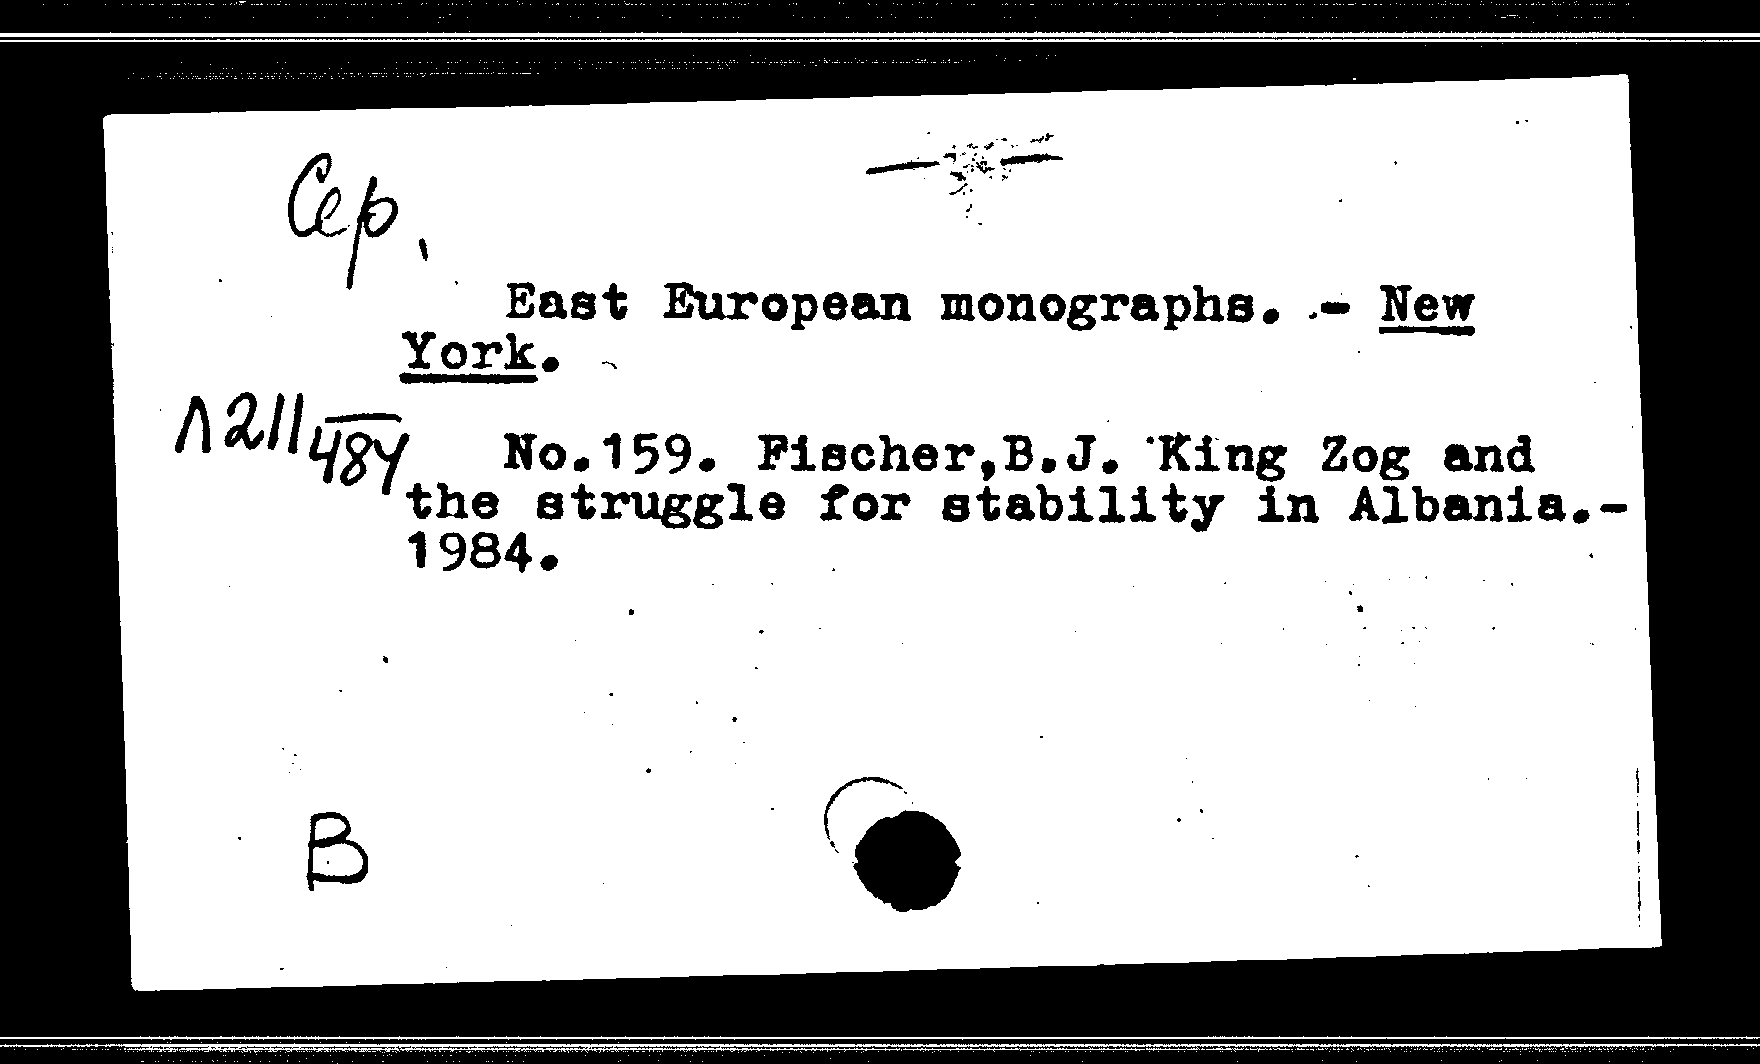 Сер.
East European monographs. - New
York.
Л211/484
No.159. Fischer,B.J. King Zog and
the struggle for stability in Albania.-
1984.
В